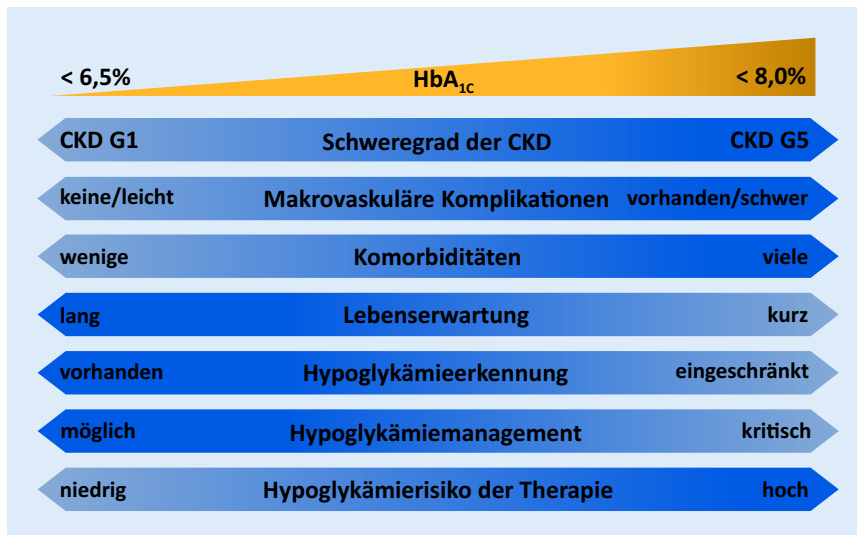 < 6,5% HbA1C < 8,0%
CKD G1 Schweregrad der CKD CKD G5
keine/leicht Makrovaskuläre Komplikationen vorhanden/schwer
wenige Komorbiditäten viele
lang Lebenserwartung kurz
vorhanden Hypoglykämieerkennung eingeschränkt
möglich Hypoglykämiemanagement kritisch
niedrig Hypoglykämierisiko der Therapie hoch